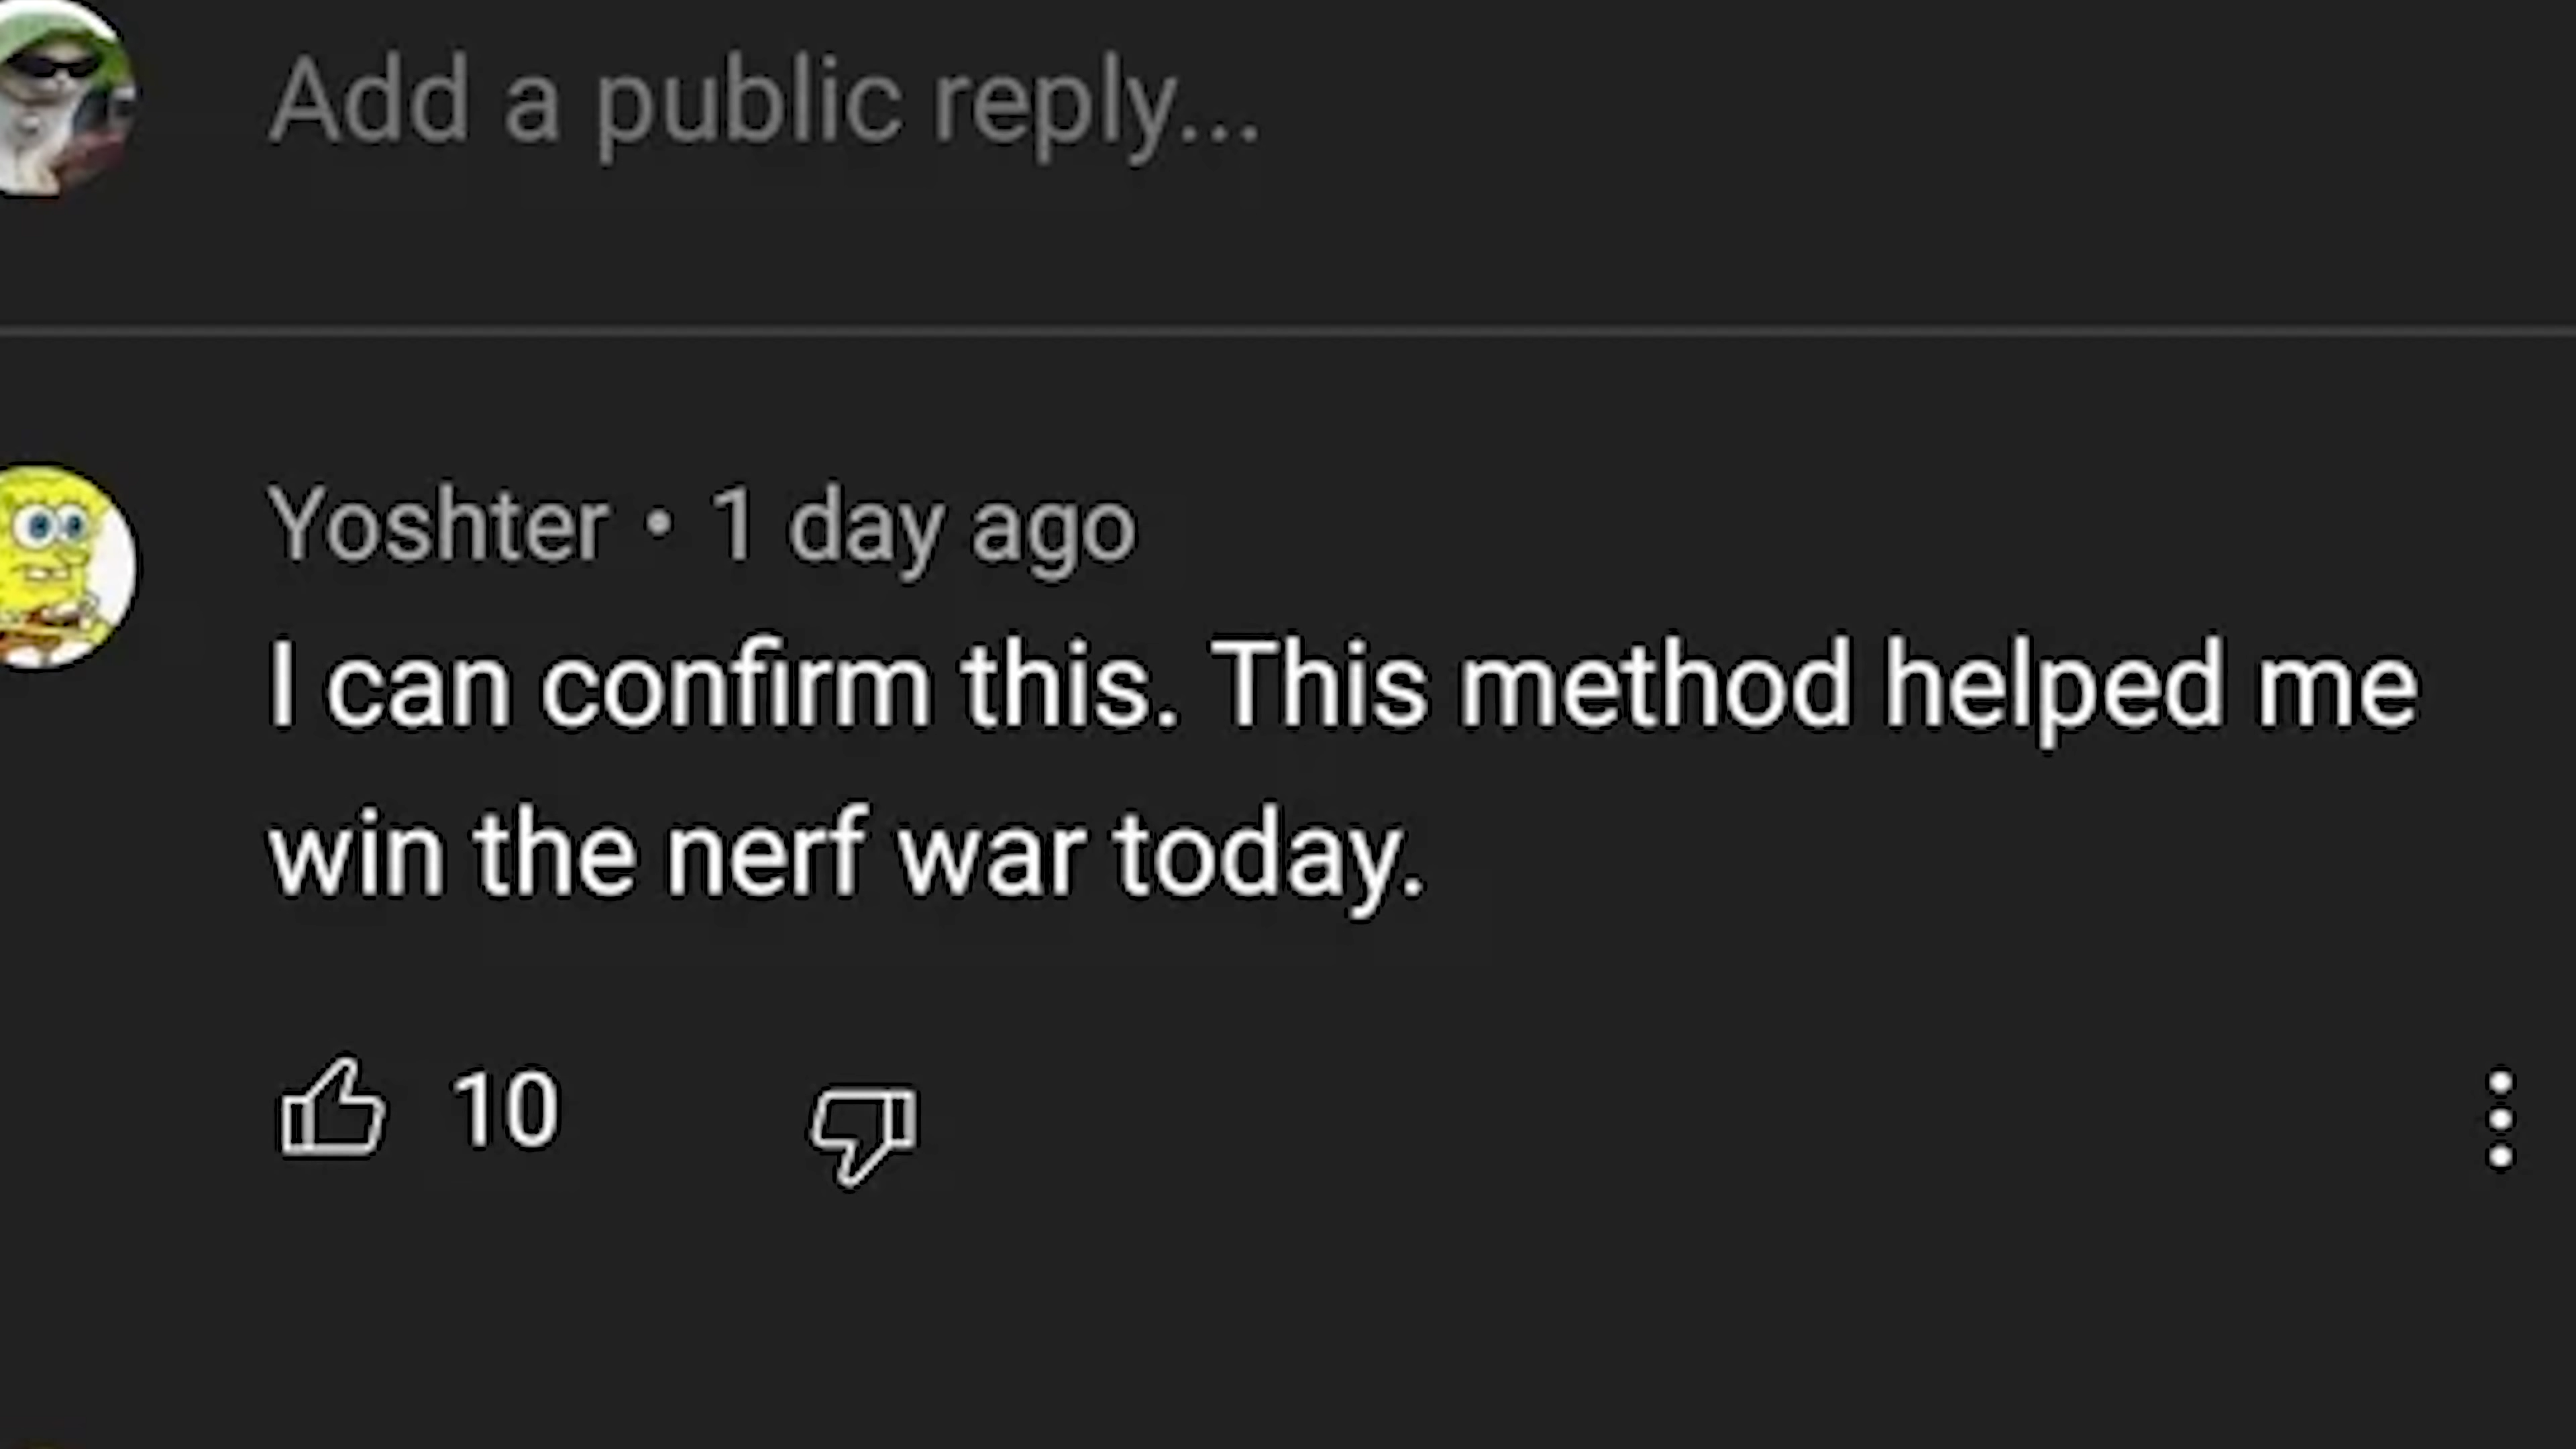 Add a public reply...
Yoshter • 1 day ago
I can confirm this. This method helped me
win the nerf war today.
10